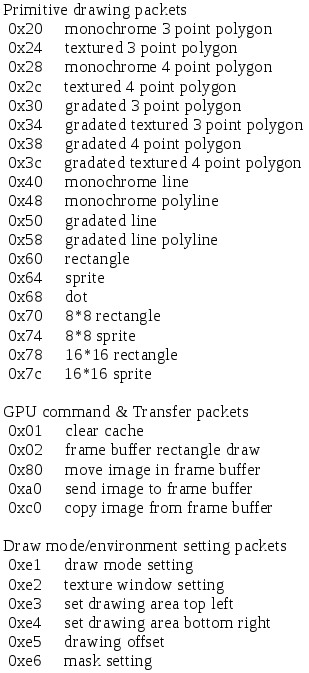 Primitive drawing packets
0x20 monochrome 3 point polygon
0x24 textured 3 point polygon
0x28 monochrome 4 point polygon
0x2c textured 4 point polygon
0x30 gradated 3 point polygon
0x34 gradated textured 3 point polygon
0x38 gradated 4 point polygon
0x3c gradated textured 4 point polygon
0x40 monochrome line
0x48 monochrome polyline
0x50 gradated line
0x58 gradated line polyline
0x60 rectangle
0x64 sprite
0x68 dot
0x70 8*8 rectangle
0x74 8*8 sprite
0x78 16*16 rectangle
0x7c 16*16 sprite
GPU command & Transfer packets
0x01 clear cache
0x02 frame buffer rectangle draw
0x80 move image in frame buffer
0xa0 send image to frame buffer
0xc0 copy image from frame buffer
Draw mode/environment setting packets
0xe1 draw mode setting
0xe2 texture window setting
0xe3 set drawing area top left
0xe4 set drawing area bottom right
0xe5 drawing offset
0xe6 mask setting